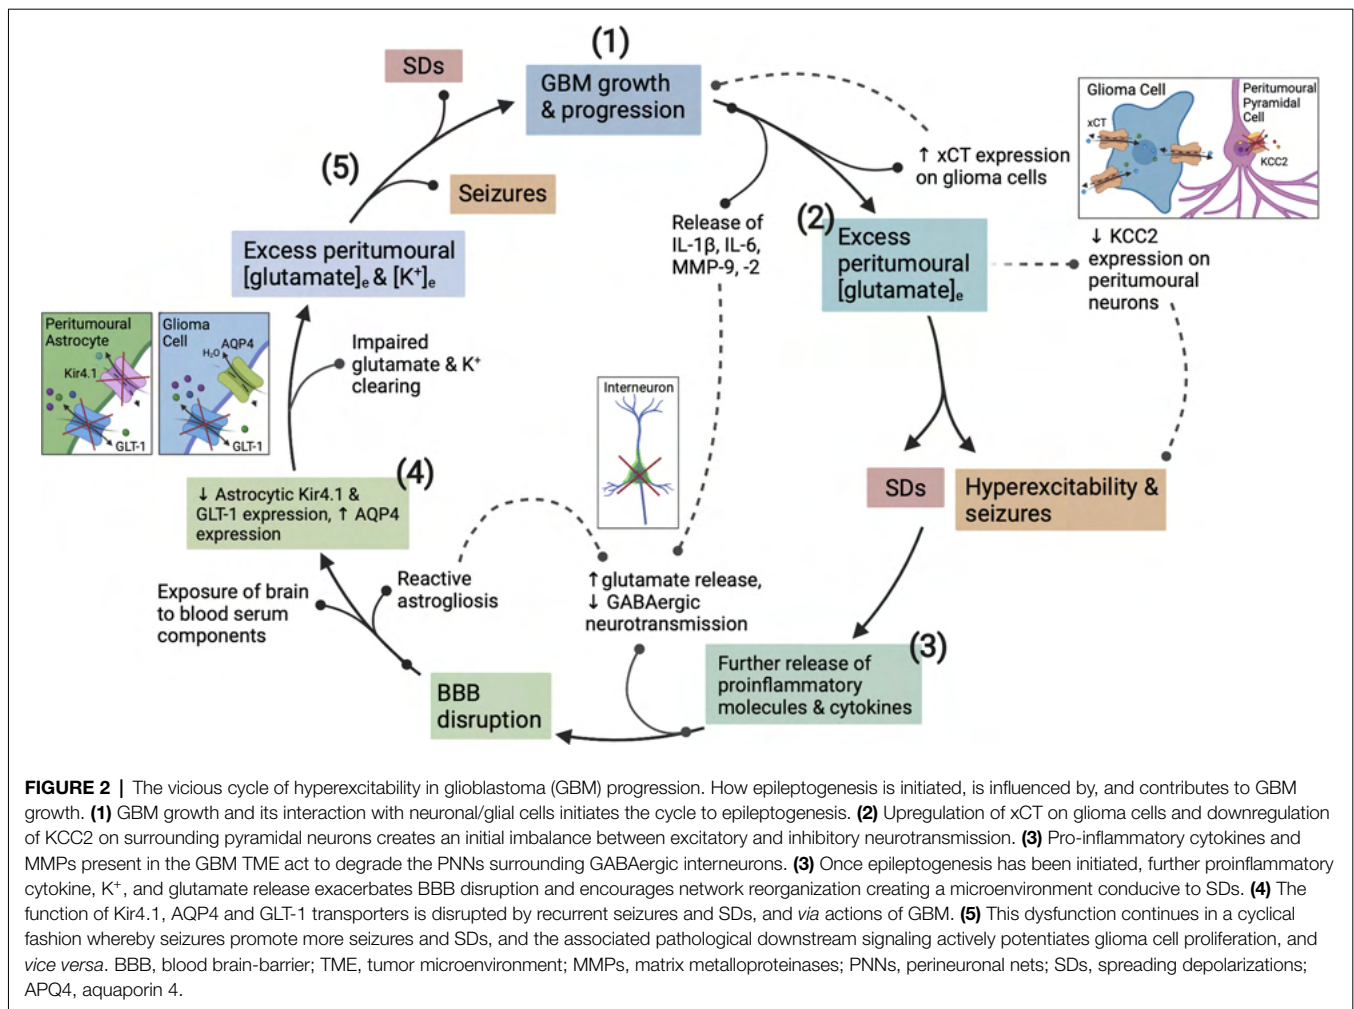 (1)
SDs
GBM growth
& progression
Glioma Cell
xCT
Peritumoural
Pyramidal
Cell
KCC2
↑ xCT expression
on glioma cells
(5)
Seizures
Release of
IL-1β, IL-6,
MMP-9, -2
(2)
Excess
peritumoural
[glutamate]e
↓ KCC2
expression on
peritumoural
neurons
Excess peritumoural
[glutamate]e & [K+]e
Peritumoural
Astrocyte
Kir4.1
GLT-1
Glioma
Cell
AQP4
H2O
GLT-1
Impaired
glutamate & K+
clearing
Interneuron
(4)
↓ Astrocytic Kir4.1 &
GLT-1 expression, ↑ AQP4
expression
SDs
Hyperexcitability &
seizures
Exposure of brain
to blood serum
components
Reactive
astrogliosis
↑glutamate release,
↓ GABAergic
neurotransmission
(3)
Further release of
proinflammatory
molecules & cytokines
BBB
disruption
FIGURE 2 | The vicious cycle of hyperexcitability in glioblastoma (GBM) progression. How epileptogenesis is initiated, is influenced by, and contributes to GBM
growth. (1) GBM growth and its interaction with neuronal/glial cells initiates the cycle to epileptogenesis. (2) Upregulation of xCT on glioma cells and downregulation
of KCC2 on surrounding pyramidal neurons creates an initial imbalance between excitatory and inhibitory neurotransmission. (3) Pro-inflammatory cytokines and
MMPs present in the GBM TME act to degrade the PNNs surrounding GABAergic interneurons. (3) Once epileptogenesis has been initiated, further proinflammatory
cytokine, K+, and glutamate release exacerbates BBB disruption and encourages network reorganization creating a microenvironment conducive to SDs. (4) The
function of Kir4.1, AQP4 and GLT-1 transporters is disrupted by recurrent seizures and SDs, and via actions of GBM. (5) This dysfunction continues in a cyclical
fashion whereby seizures promote more seizures and SDs, and the associated pathological downstream signaling actively potentiates glioma cell proliferation, and
vice versa. BBB, blood brain-barrier; TME, tumor microenvironment; MMPs, matrix metalloproteinases; PNNs, perineuronal nets; SDs, spreading depolarizations;
APQ4, aquaporin 4.